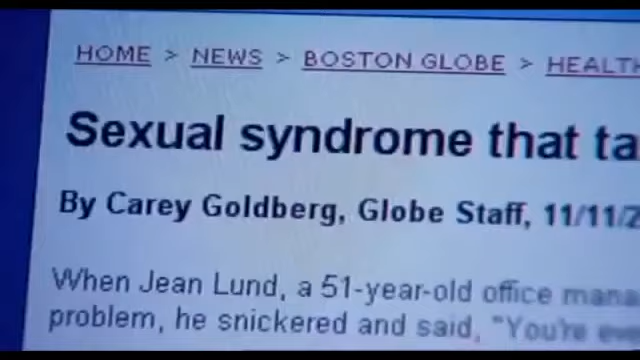 HOME > NEWS > BOSTON GLOBE > HEALTH
Sexual syndrome that ta
By Carey Goldberg, Globe Staff, 11/11/2
When Jean Lund, a 51-year-old office mana
problem, he snickered and said, "You're eve